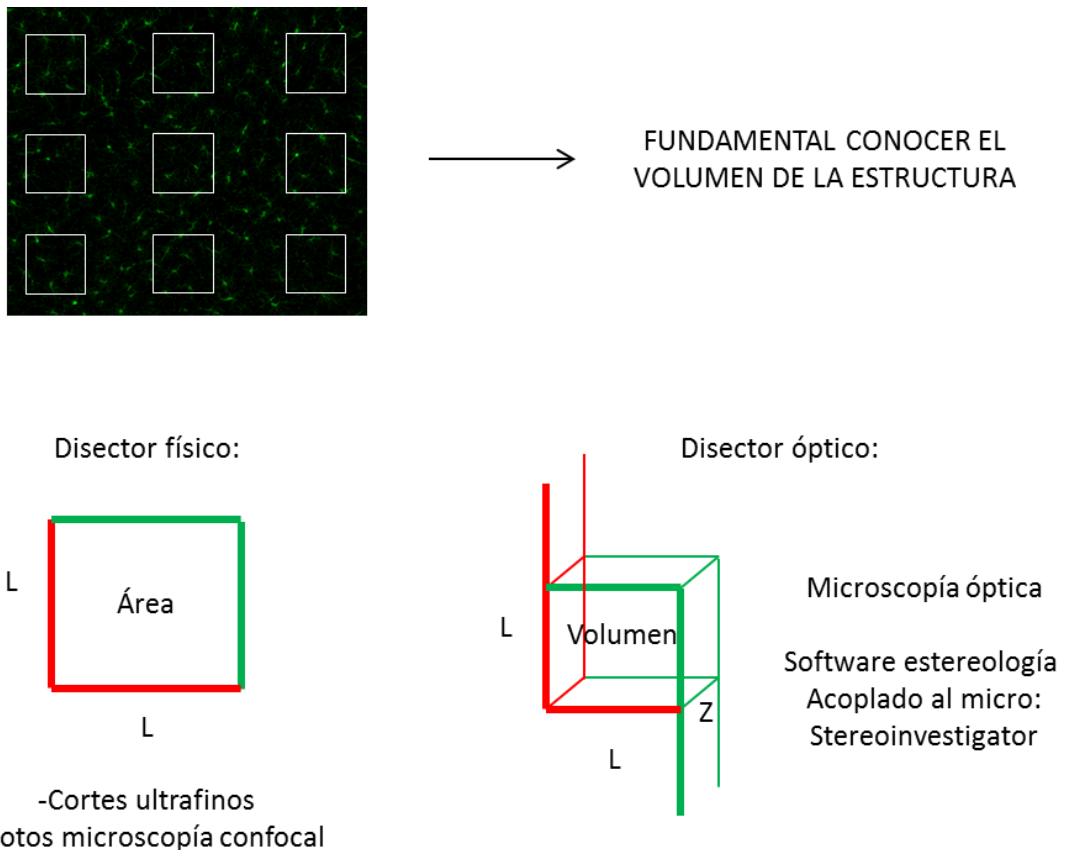 FUNDAMENTAL CONOCER EL
VOLUMEN DE LA ESTRUCTURA
Disector físico:
Disector óptico:
L
Área
L
-Cortes ultrafinos
otos microscopía confocal
L
Volumen
Z
L
Microscopía óptica
Software estereología
Acoplado al micro:
Stereoinvestigator